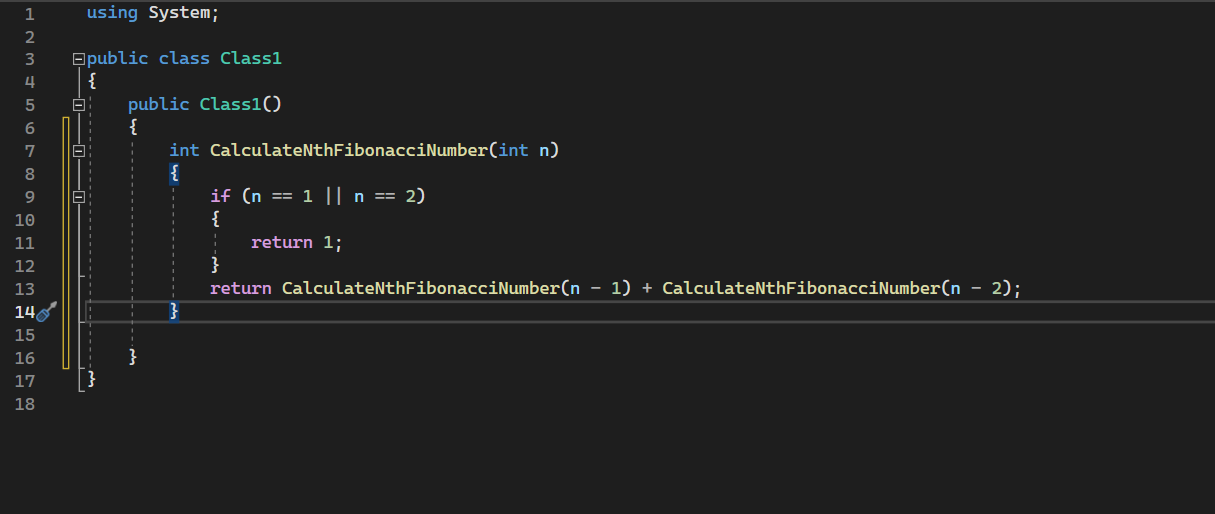 1 using System;
2
3 public class Class1
4 {
5     public Class1()
6     {
7         int CalculateNthFibonacciNumber(int n)
8         {
9             if (n == 1 || n == 2)
10             {
11                 return 1;
12             }
13             return CalculateNthFibonacciNumber(n - 1) + CalculateNthFibonacciNumber(n - 2);
14         }
15
16     }
17 }
18